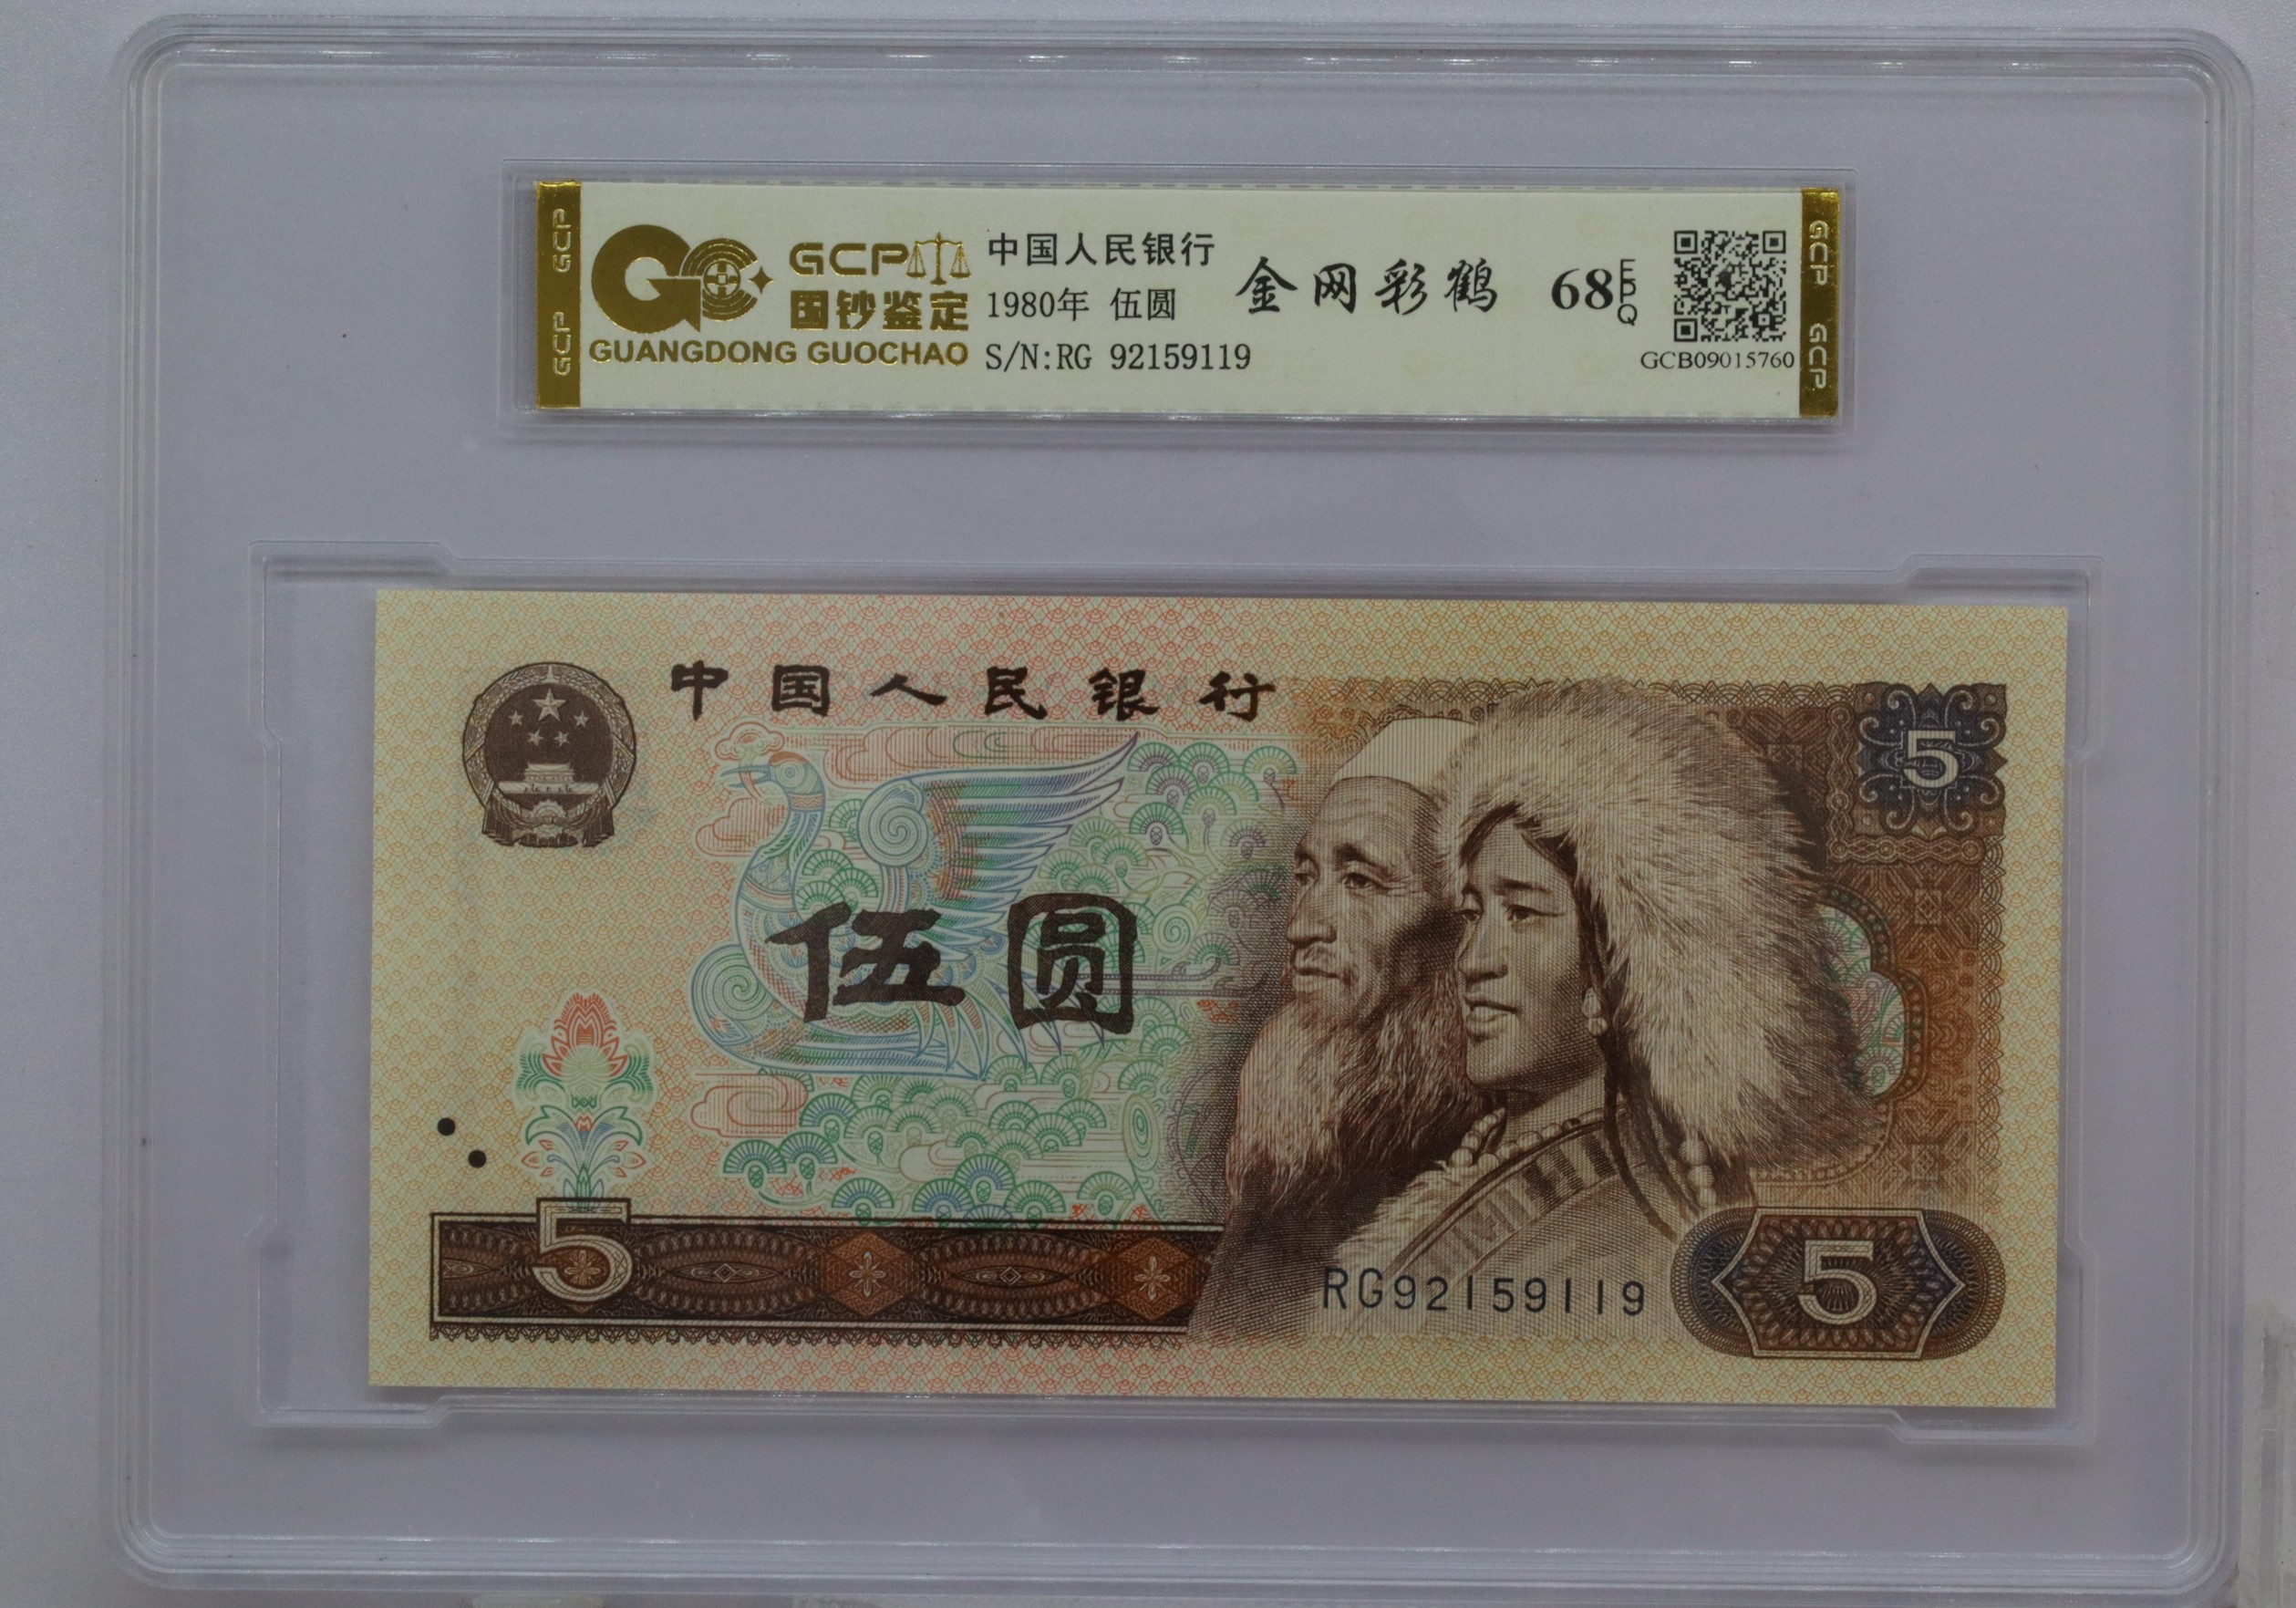 GCP GCP
GCP
国钞鉴定
GUANGDONG GUOCHAO
中国人民银行
1980年 伍圆
S/N:RG 92159119
金网彩鹤
68 EPQ
GCB09015760
GCP GCP
中国人民银行
5
伍圆
5
RG92159119
5